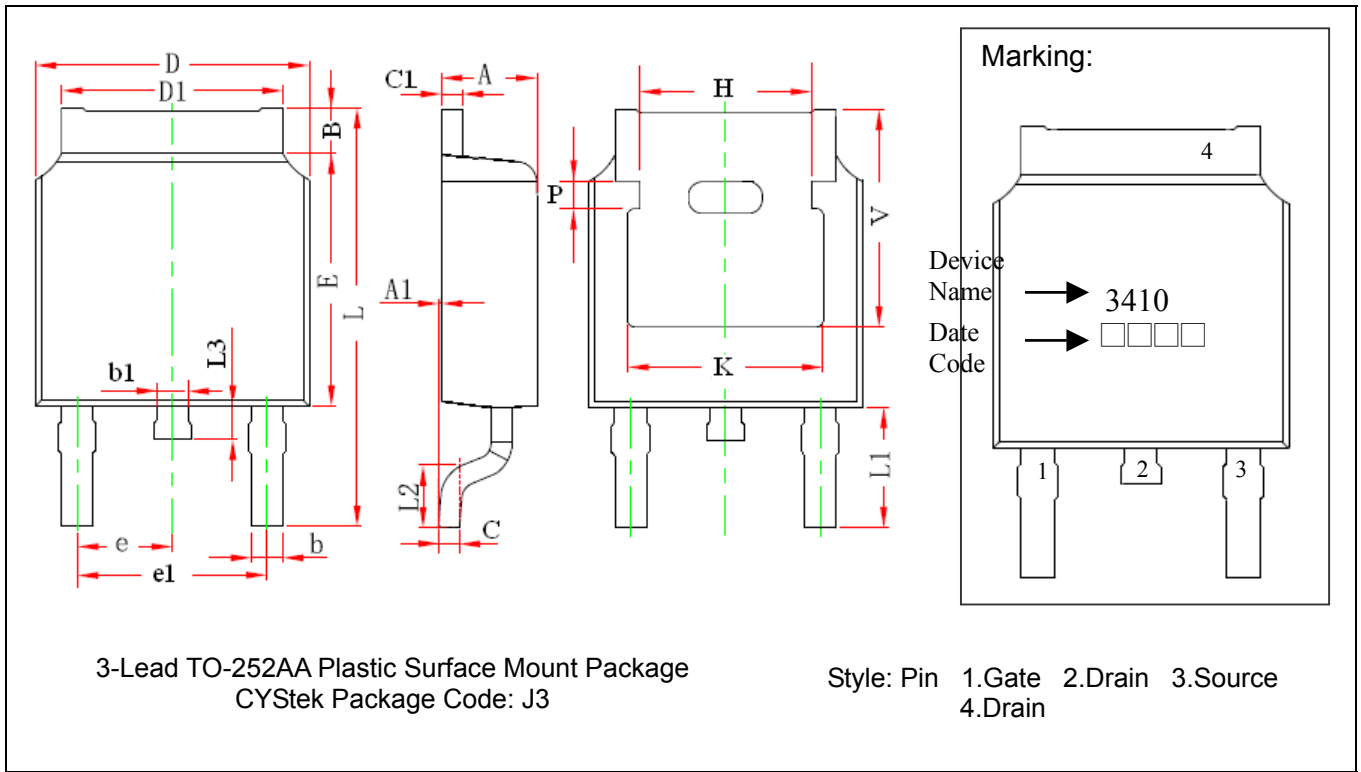 D
D1
B
E
L
L3
b1
e
b
e1
C1
A
A1
L2
C
H
P
V
K
L1
Marking:
4
Device
Name
3410
Date
Code
□□□□
1
2
3
3-Lead TO-252AA Plastic Surface Mount Package
CYStek Package Code: J3
Style: Pin 1.Gate 2.Drain 3.Source
4.Drain